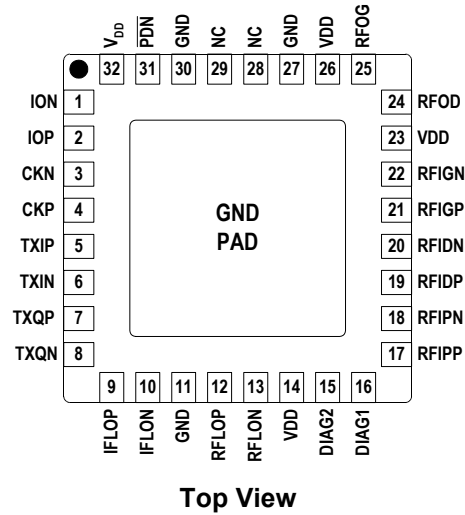 V_DD PDN GND NC NC GND VDD RFOG
32 31 30 29 28 27 26 25
ION 1
IOP 2
CKN 3
CKP 4
TXIP 5
TXIN 6
TXQP 7
TXQN 8
GND
PAD
24 RFOD
23 VDD
22 RFIGN
21 RFIGP
20 RFIDN
19 RFIDP
18 RFIPN
17 RFIPP
9 10 11 12 13 14 15 16
IFLOP IFLON GND RFLOP RFLON VDD DIAG2 DIAG1
Top View